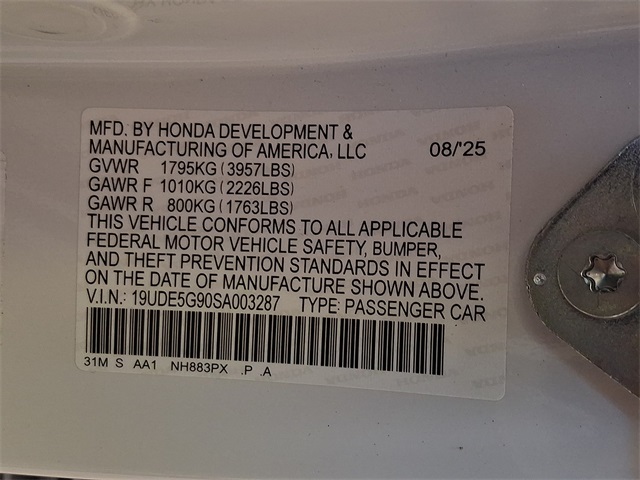 MFD. BY HONDA DEVELOPMENT &
MANUFACTURING OF AMERICA, LLC 08/'25
GVWR 1795KG (3957LBS)
GAWR F 1010KG (2226LBS)
GAWR R 800KG (1763LBS)
THIS VEHICLE CONFORMS TO ALL APPLICABLE
FEDERAL MOTOR VEHICLE SAFETY, BUMPER,
AND THEFT PREVENTION STANDARDS IN EFFECT
ON THE DATE OF MANUFACTURE SHOWN ABOVE.
V.I.N.: 19UDE5G90SA003287 TYPE: PASSENGER CAR
31M S AA1 NH883PX .P .A